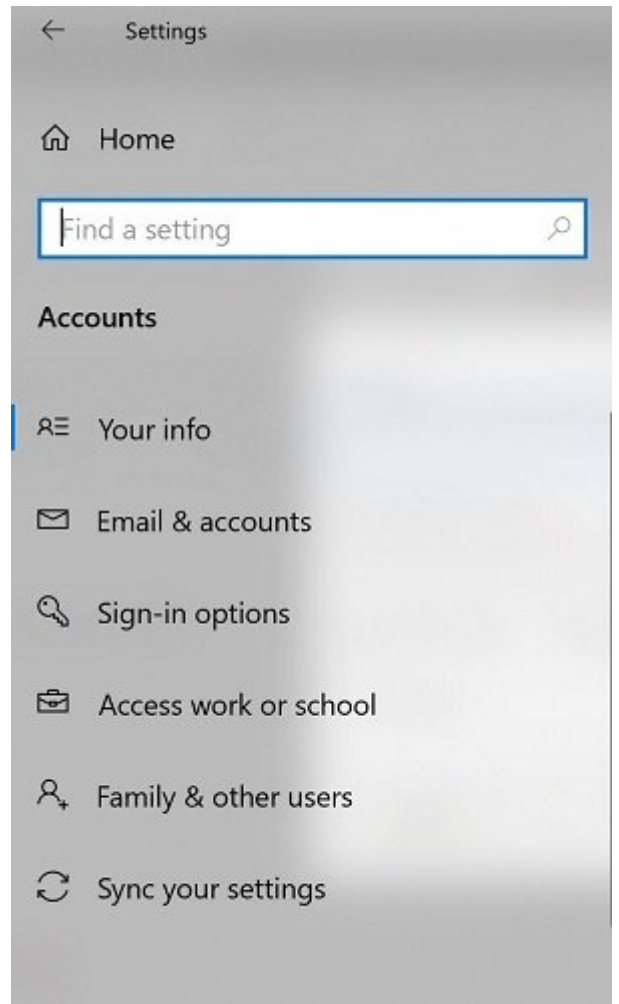 Settings
Home
Find a setting
Accounts
Your info
Email & accounts
Sign-in options
Access work or school
Family & other users
Sync your settings